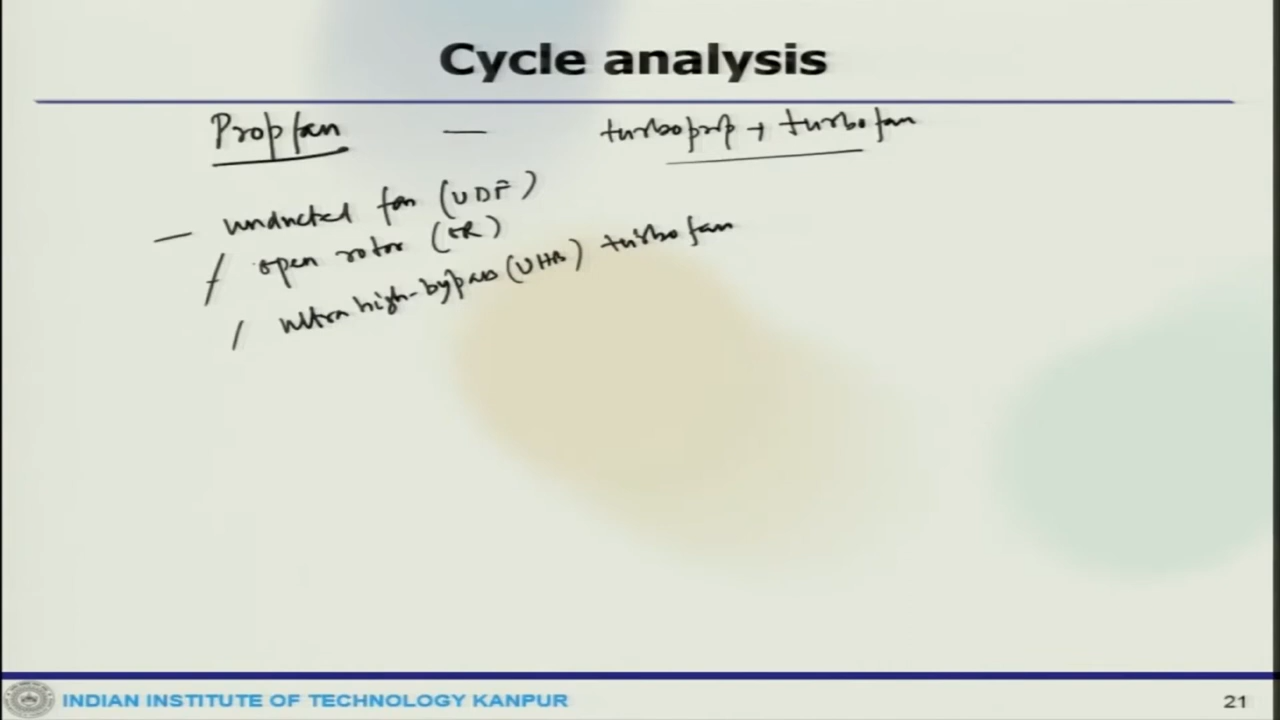 Cycle analysis
Propfan — turboprop + turbofan
— unducted fan (UDF)
/ open rotor (OR)
/ ultra high-bypass (UHB) turbofan
INDIAN INSTITUTE OF TECHNOLOGY KANPUR
21